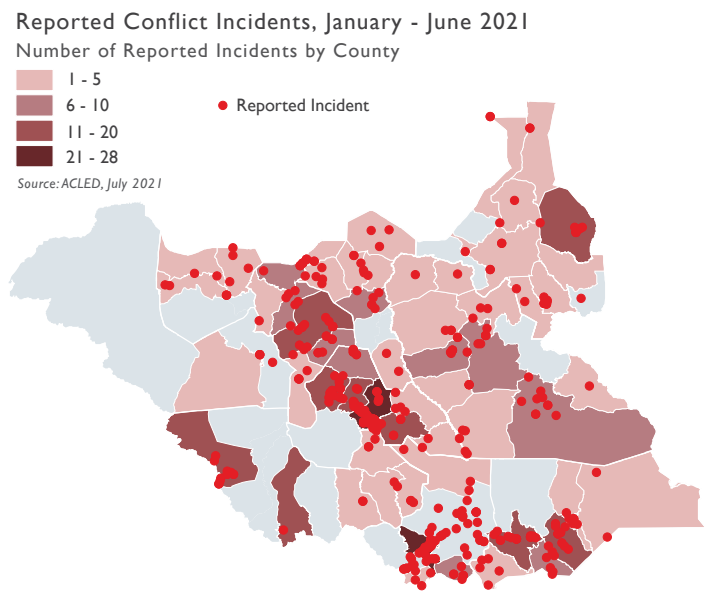 Reported Conflict Incidents, January - June 2021
Number of Reported Incidents by County
1 - 5
6 - 10
11 - 20
21 - 28
Reported Incident
Source: ACLED, July 2021